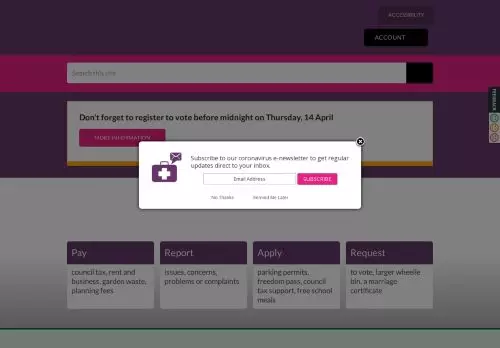 ACCESSIBILITY
ACCOUNT
Search this site
Don't forget to register to vote before midnight on Thursday, 14 April
MORE INFORMATION
FEEDBACK
Subscribe to our coronavirus e-newsletter to get regular
updates direct to your inbox.
Email Address
SUBSCRIBE
No Thanks
Remind Me Later
Pay
council tax, rent and
business, garden waste,
planning fees
Report
issues, concerns,
problems or complaints
Apply
parking permits,
freedom pass, council
tax support, free school
meals
Request
to vote, larger wheelie
bin, a marriage
certificate